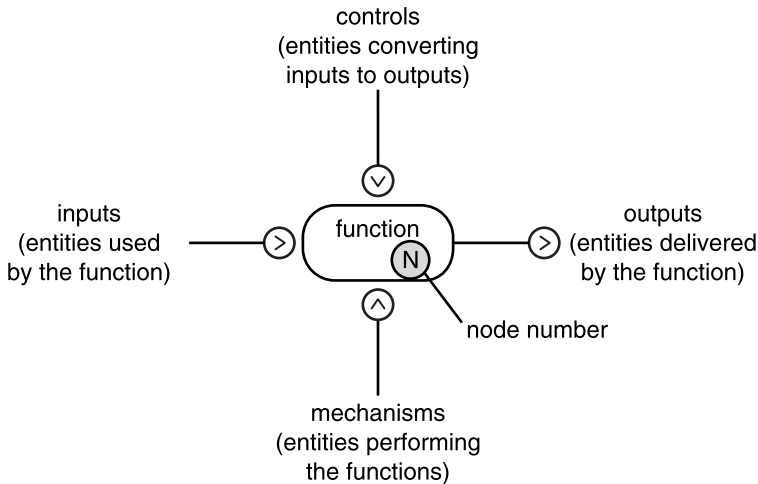 controls
(entities converting
inputs to outputs)
inputs
(entities used
by the function)
function
N
outputs
(entities delivered
by the function)
node number
mechanisms
(entities performing
the functions)